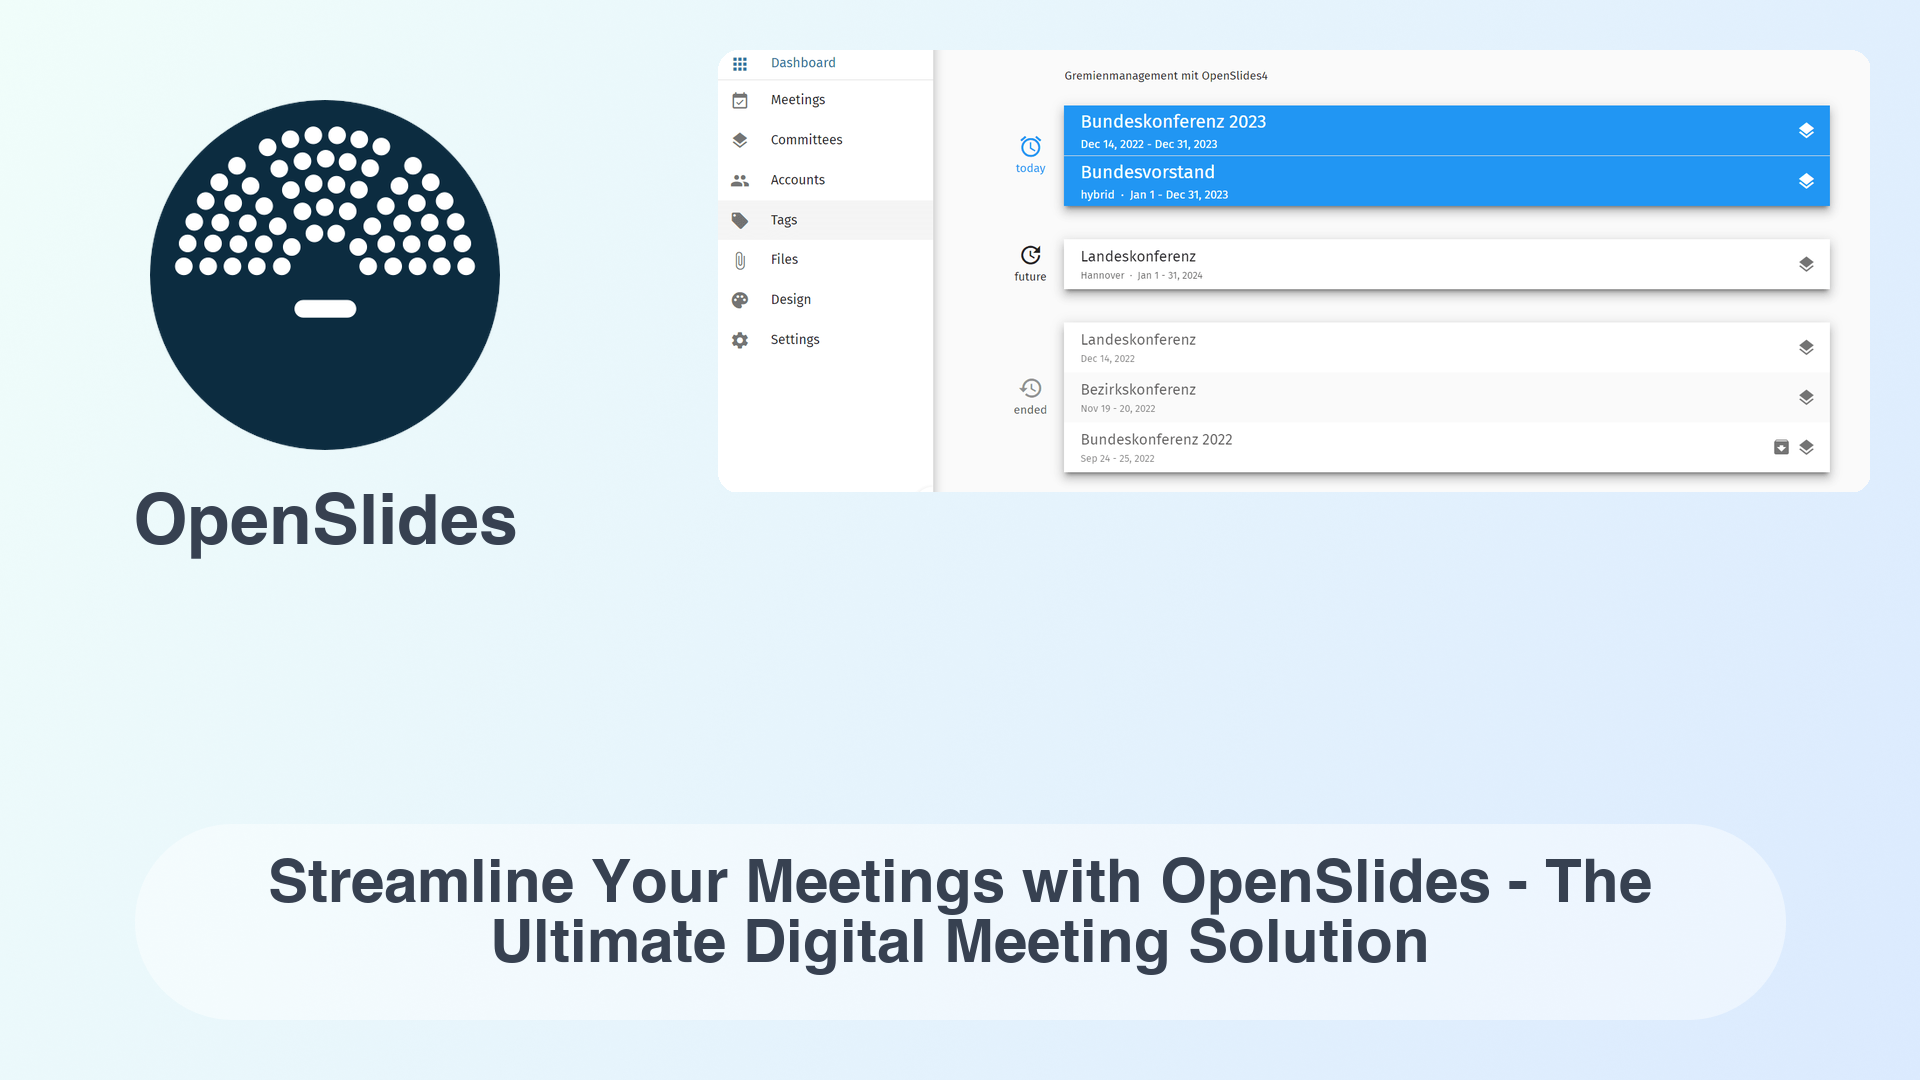 OpenSlides
Dashboard
Meetings
Committees
Accounts
Tags
Files
Design
Settings
Gremienmanagement mit OpenSlides4
today
Bundeskonferenz 2023
Dec 14, 2022 - Dec 31, 2023
Bundesvorstand
hybrid · Jan 1 - Dec 31, 2023
future
Landeskonferenz
Hannover · Jan 1 - 31, 2024
ended
Landeskonferenz
Dec 14, 2022
Bezirkskonferenz
Nov 19 - 20, 2022
Bundeskonferenz 2022
Sep 24 - 25, 2022
Streamline Your Meetings with OpenSlides - The
Ultimate Digital Meeting Solution